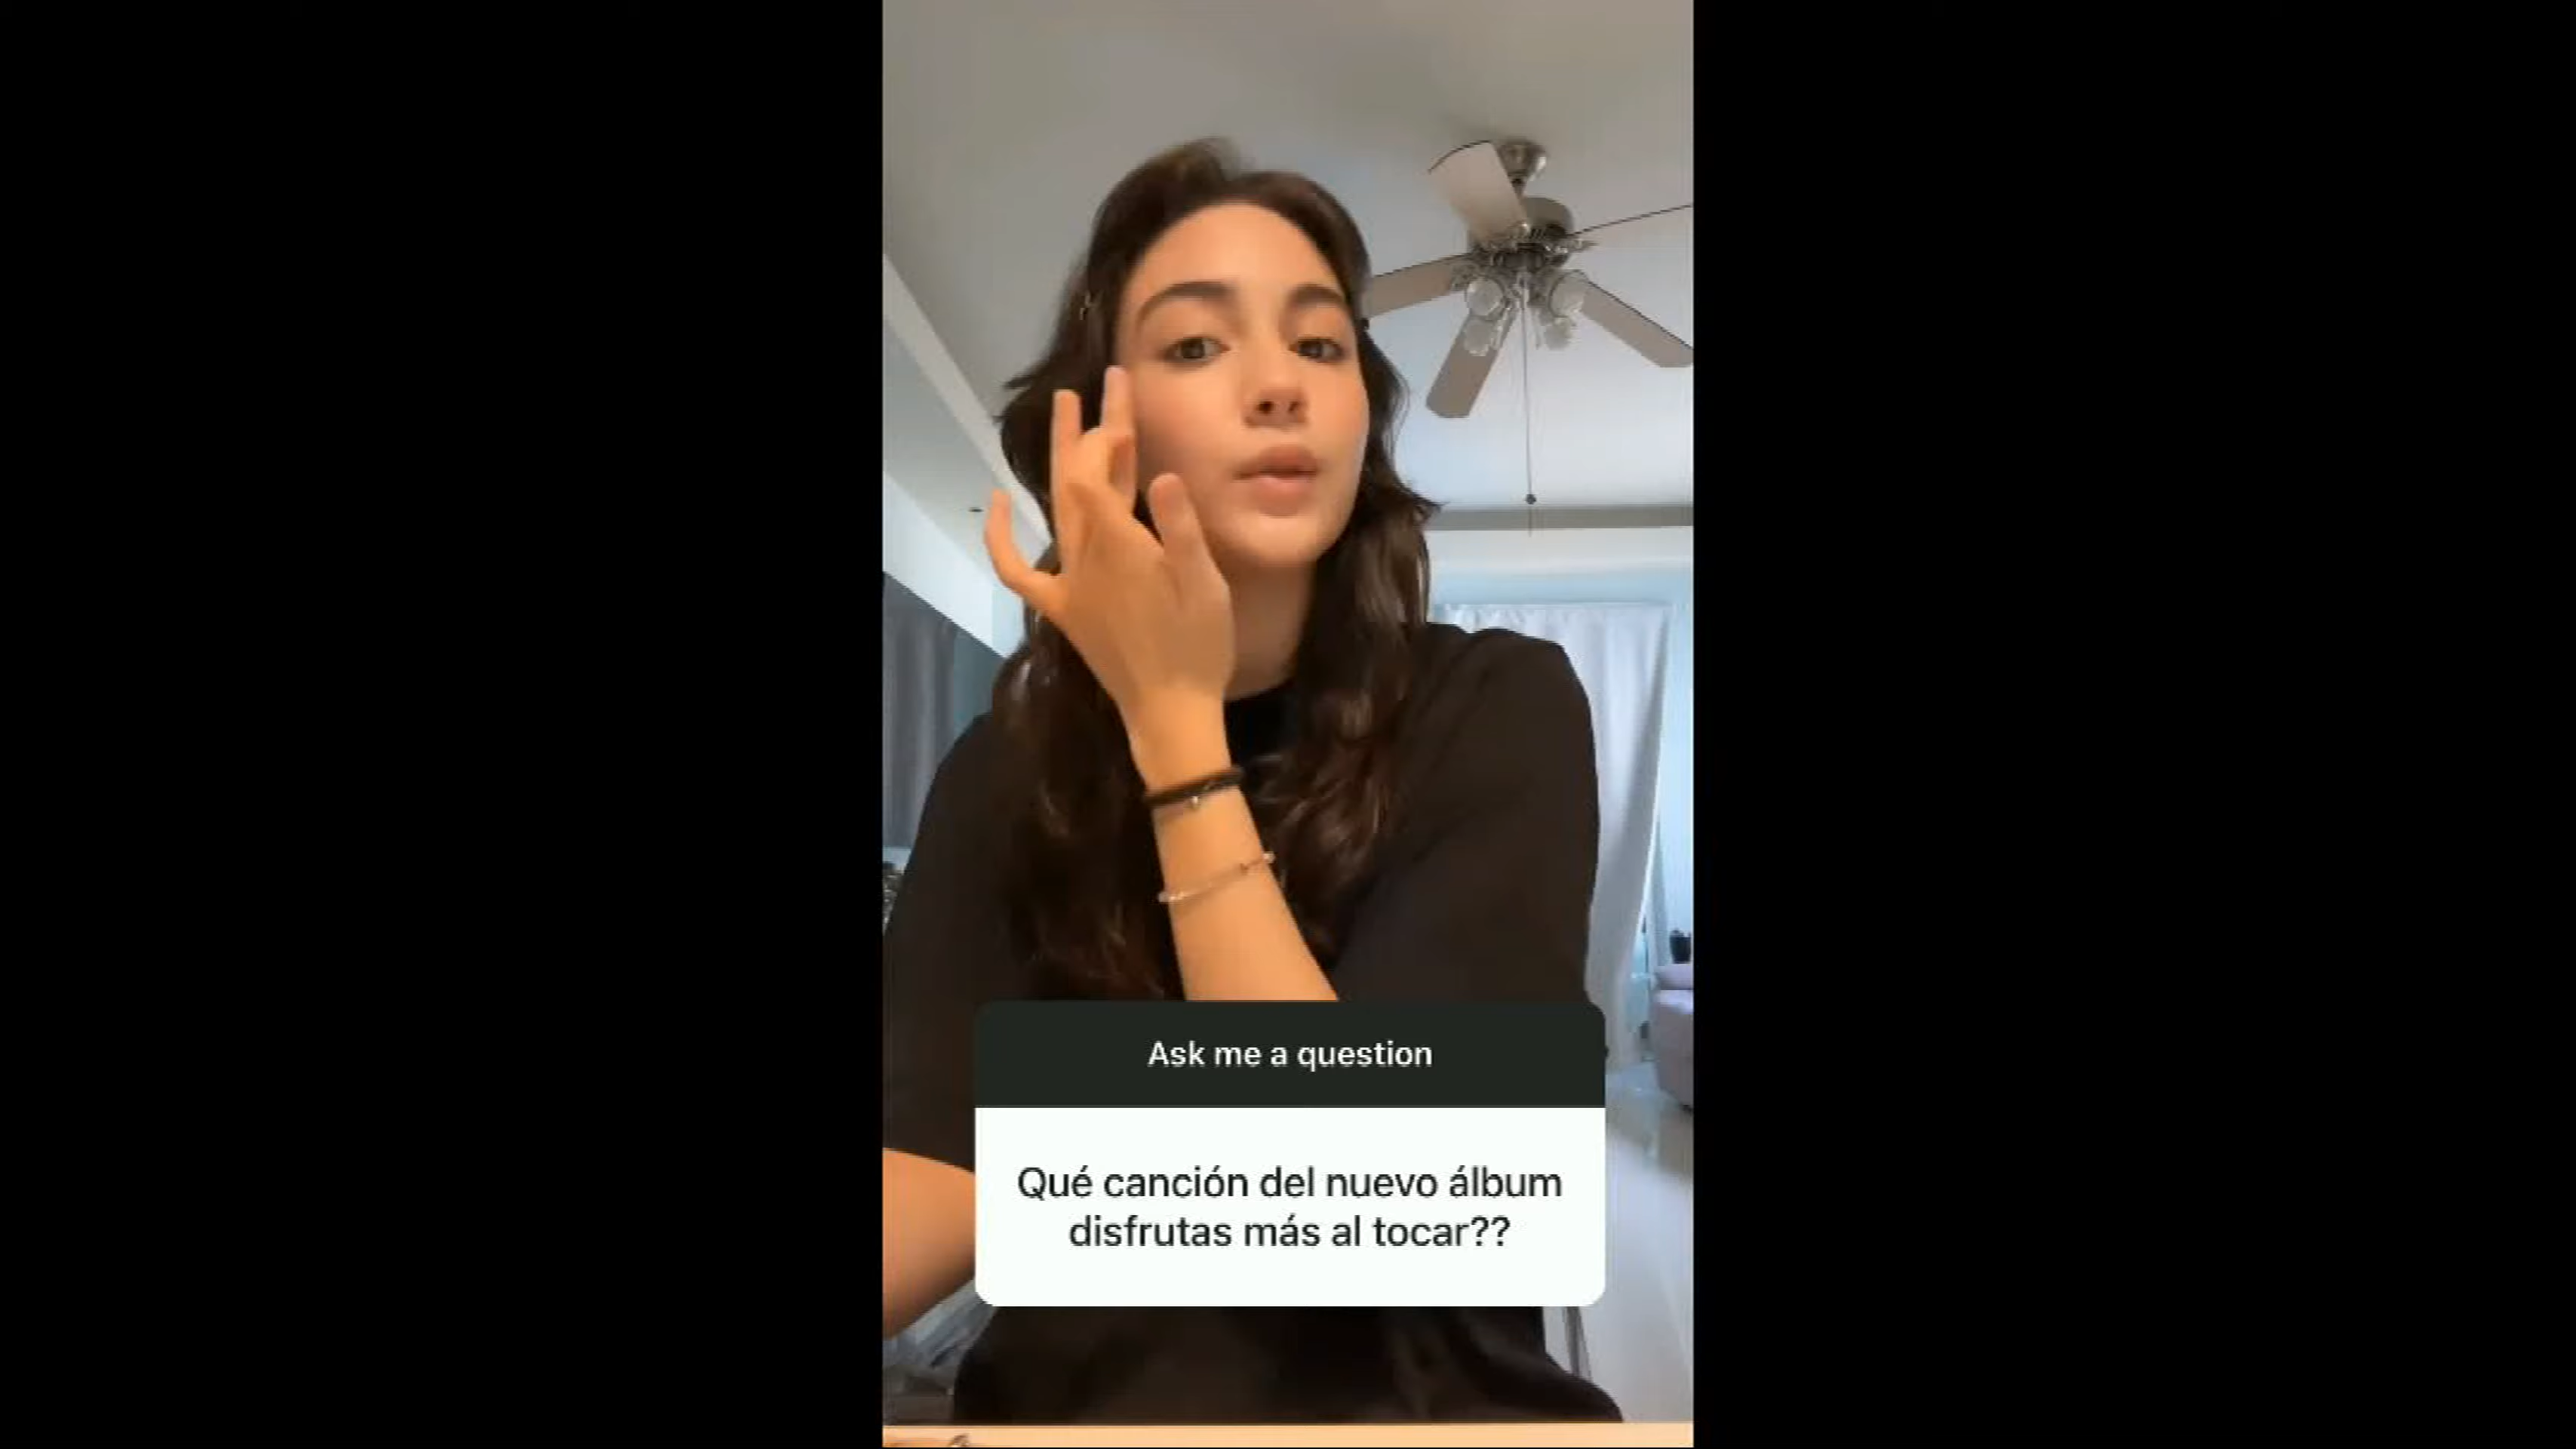 Ask me a question
Qué canción del nuevo álbum
disfrutas más al tocar??